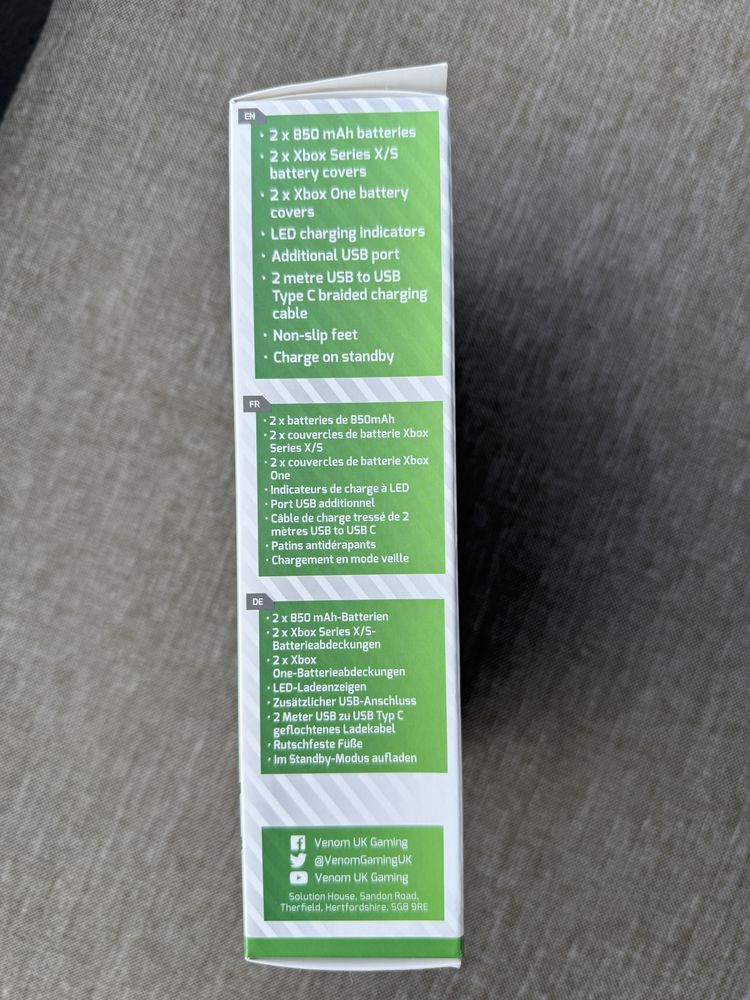 EN
• 2 x 850 mAh batteries
• 2 x Xbox Series X/S
battery covers
• 2 x Xbox One battery
covers
• LED charging indicators
• Additional USB port
• 2 metre USB to USB
Type C braided charging
cable
• Non-slip feet
• Charge on standby
FR
• 2 x batteries de 850mAh
• 2 x couvercles de batterie Xbox
Series X/S
• 2 x couvercles de batterie Xbox
One
• Indicateurs de charge à LED
• Port USB additionnel
• Câble de charge tressé de 2
mètres USB to USB C
• Patins antidérapants
• Chargement en mode veille
DE
• 2 x 850 mAh-Batterien
• 2 x Xbox Series X/S-
Batterieabdeckungen
• 2 x Xbox
One-Batterieabdeckungen
• LED-Ladeanzeigen
• Zusätzlicher USB-Anschluss
• 2 Meter USB zu USB Typ C
geflochtenes Ladekabel
• Rutschfeste Füße
• Im Standby-Modus aufladen
Venom UK Gaming
@VenomGamingUK
Venom UK Gaming
Solution House, Sandon Road,
Therfield, Hertfordshire, SG8 9RE